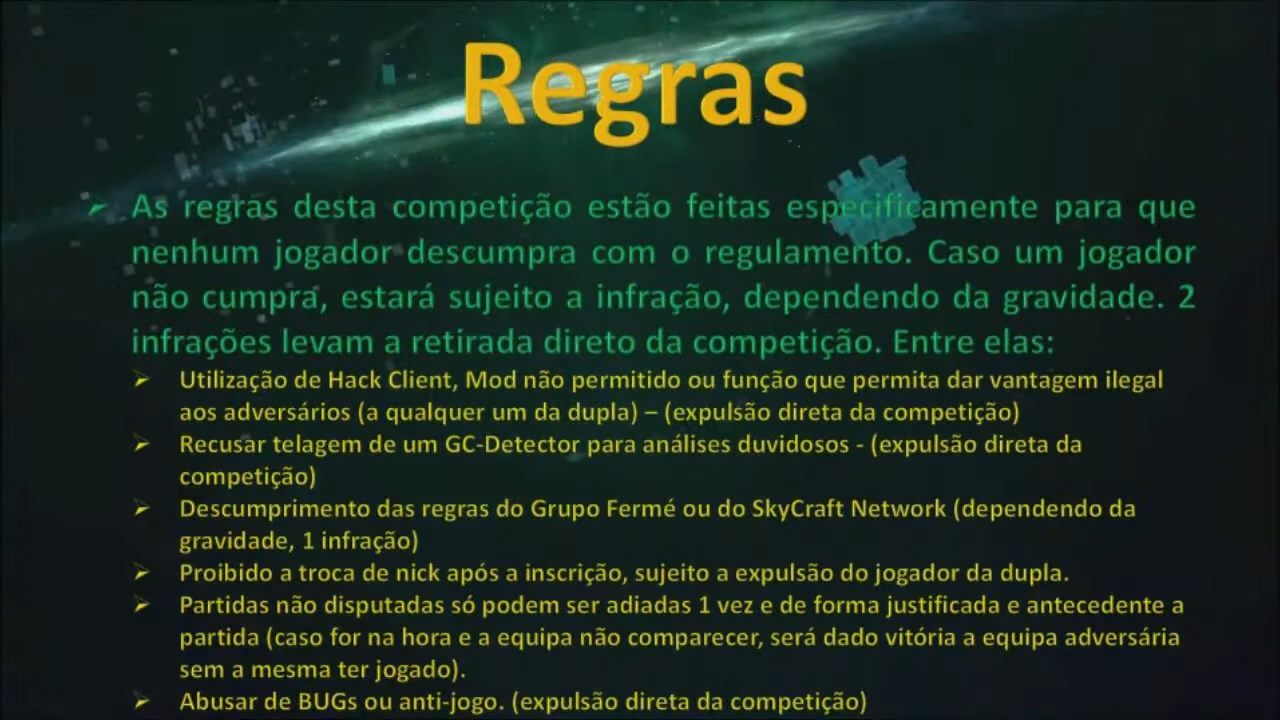 Regras
➢ As regras desta competição estão feitas especificamente para que
nenhum jogador descumpra com o regulamento. Caso um jogador
não cumpra, estará sujeito a infração, dependendo da gravidade. 2
infrações levam a retirada direto da competição. Entre elas:
➢ Utilização de Hack Client, Mod não permitido ou função que permita dar vantagem ilegal
aos adversários (a qualquer um da dupla) – (expulsão direta da competição)
➢ Recusar telagem de um GC-Detector para análises duvidosos - (expulsão direta da
competição)
➢ Descumprimento das regras do Grupo Fermé ou do SkyCraft Network (dependendo da
gravidade, 1 infração)
➢ Proibido a troca de nick após a inscrição, sujeito a expulsão do jogador da dupla.
➢ Partidas não disputadas só podem ser adiadas 1 vez e de forma justificada e antecedente a
partida (caso for na hora e a equipa não comparecer, será dado vitória a equipa adversária
sem a mesma ter jogado).
➢ Abusar de BUGs ou anti-jogo. (expulsão direta da competição)